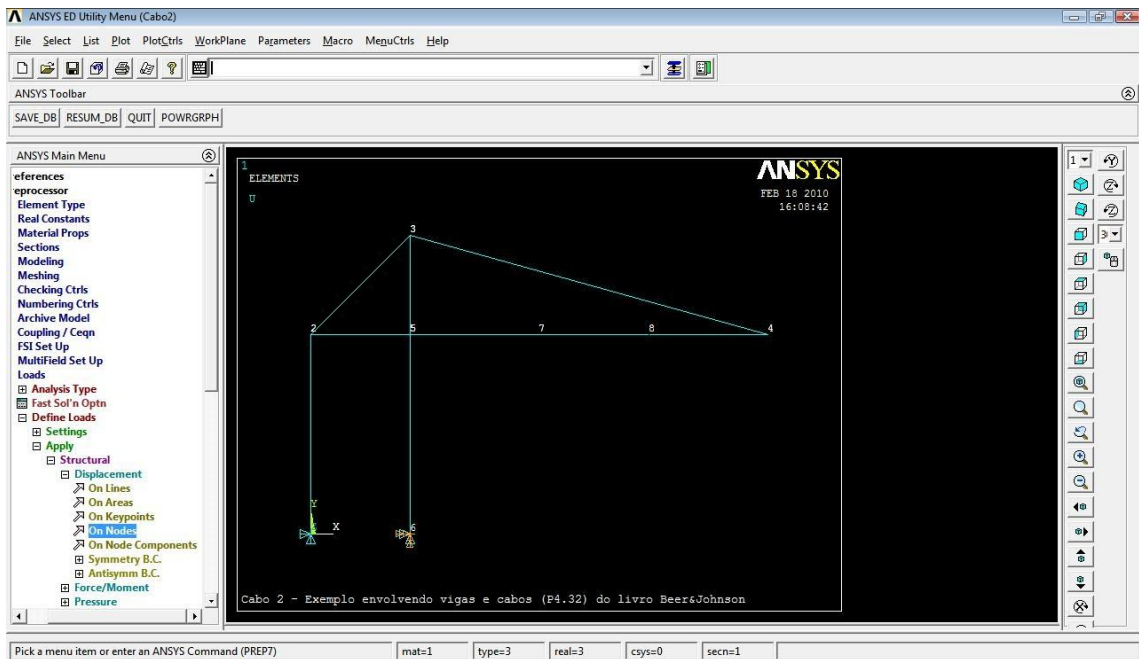 ANSYS ED Utility Menu (Cabo2)
File Select List Plot PlotCtrls WorkPlane Parameters Macro MenuCtrls Help
ANSYS Toolbar
SAVE_DB RESUM_DB QUIT POWRGRPH
ANSYS Main Menu
eferences
eprocessor
Element Type
Real Constants
Material Props
Sections
Modeling
Meshing
Checking Ctrls
Numbering Ctrls
Archive Model
Coupling / Ceqn
FSI Set Up
MultiField Set Up
Loads
Analysis Type
Fast Sol'n Optn
Define Loads
Settings
Apply
Structural
Displacement
On Lines
On Areas
On Keypoints
On Nodes
On Node Components
Symmetry B.C.
Antisymm B.C.
Force/Moment
Pressure
1
ELEMENTS
U
ANSYS
FEB 18 2010
16:08:42
3
2 5 7 8 4
Y
X
6
Cabo 2 - Exemplo envolvendo vigas e cabos (P4.32) do livro Beer&Johnson
1
Pick a menu item or enter an ANSYS Command (PREP7) mat=1 type=3 real=3 csys=0 secn=1